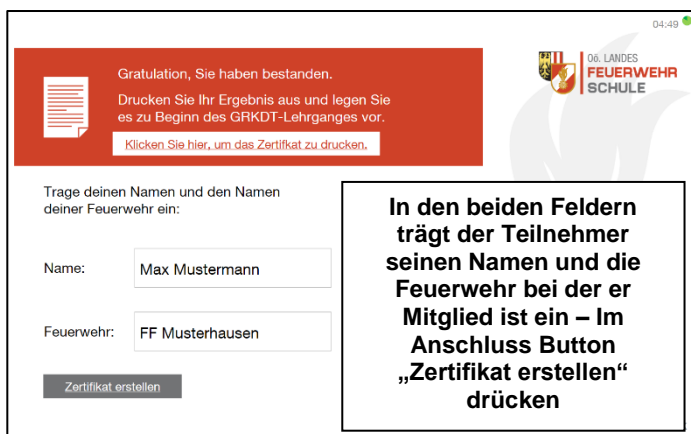 04:49
Gratulation, Sie haben bestanden.
Drucken Sie Ihr Ergebnis aus und legen Sie
es zu Beginn des GRKDT-Lehrganges vor.
Klicken Sie hier, um das Zertifkat zu drucken.
OÖ. LANDES
FEUERWEHR
SCHULE
Trage deinen Namen und den Namen
deiner Feuerwehr ein:
Name:
Max Mustermann
Feuerwehr:
FF Musterhausen
Zertifikat erstellen
In den beiden Feldern
trägt der Teilnehmer
seinen Namen und die
Feuerwehr bei der er
Mitglied ist ein – Im
Anschluss Button
„Zertifikat erstellen“
drücken